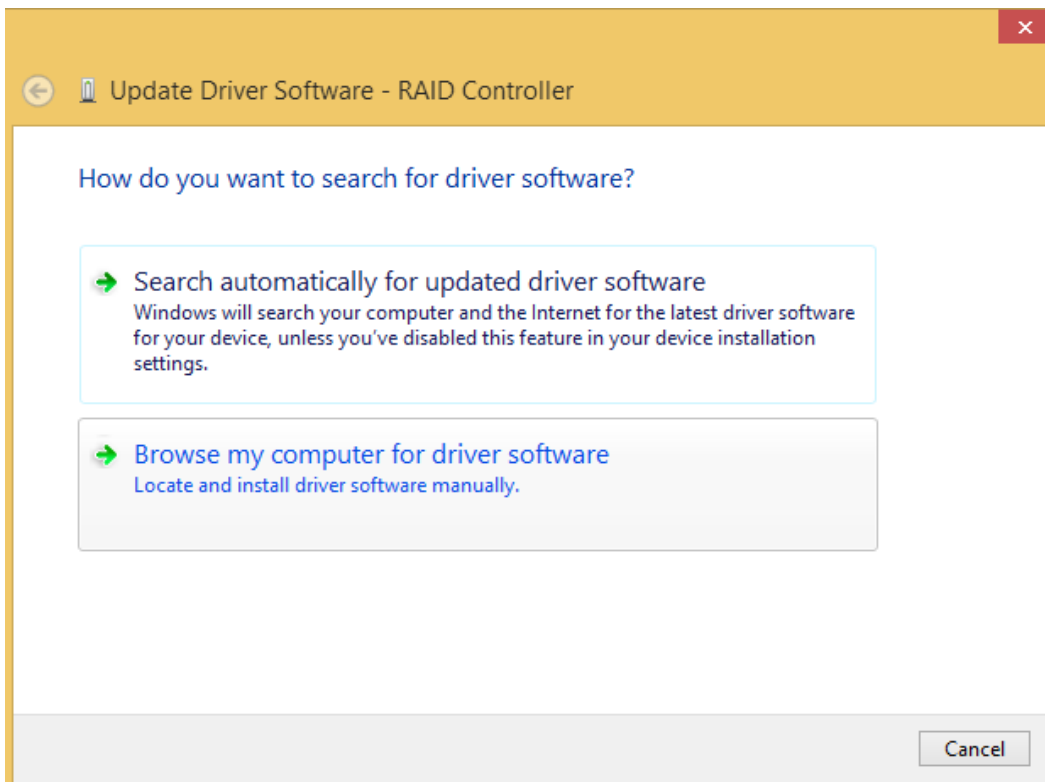 Update Driver Software - RAID Controller
How do you want to search for driver software?
Search automatically for updated driver software
Windows will search your computer and the Internet for the latest driver software
for your device, unless you've disabled this feature in your device installation
settings.
Browse my computer for driver software
Locate and install driver software manually.
Cancel